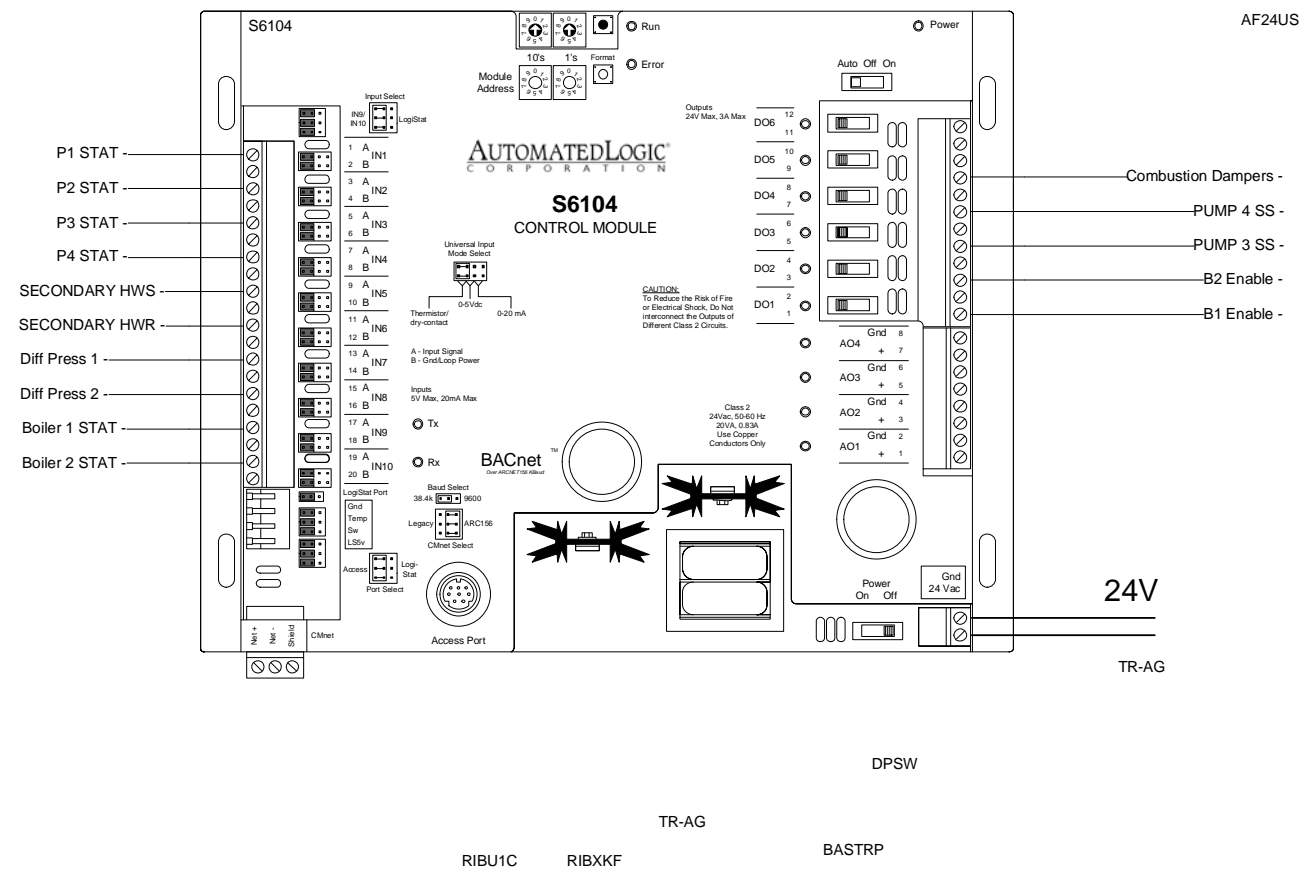 S6104
AF24US
Run
Power
Error
10's 1's Format
Module
Address
Auto Off On
Input Select
IN9/
IN10
LogiStat
Outputs
24V Max, 3A Max
AUTOMATEDLOGIC®
CORPORATION
S6104
CONTROL MODULE
P1 STAT -
P2 STAT -
P3 STAT -
P4 STAT -
SECONDARY HWS -
SECONDARY HWR -
Diff Press 1 -
Diff Press 2 -
Boiler 1 STAT -
Boiler 2 STAT -
1 A
IN1
2 B
3 A
IN2
4 B
5 A
IN3
6 B
7 A
IN4
8 B
9 A
IN5
10 B
11 A
IN6
12 B
13 A
IN7
14 B
15 A
IN8
16 B
17 A
IN9
18 B
19 A
IN10
20 B
Universal Input
Mode Select
0-5Vdc
Thermistor/
dry-contact
0-20 mA
A - Input Signal
B - Gnd/Loop Power
Inputs
5V Max, 20mA Max
Tx
Rx
BACnet ™
Over ARCNET156 KBaud
CAUTION:
To Reduce the Risk of Fire
or Electrical Shock, Do Not
interconnect the Outputs of
Different Class 2 Circuits.
Class 2
24Vac, 50-60 Hz
20VA, 0.83A
Use Copper
Conductors Only
DO6 12
11
DO5 10
9
DO4 8
7
DO3 6
5
DO2 4
3
DO1 2
1
AO4 Gnd 8
+ 7
AO3 Gnd 6
+ 5
AO2 Gnd 4
+ 3
AO1 Gnd 2
+ 1
Combustion Dampers -
PUMP 4 SS -
PUMP 3 SS -
B2 Enable -
B1 Enable -
LogiStat Port
Gnd
Temp
Sw
LS5v
Baud Select
38.4k 9600
Legacy ARC156
CMnet Select
Access Logi-
Stat
Port Select
Access Port
Net +
Net -
Shield
CMnet
Power
On Off
Gnd
24 Vac
24V
TR-AG
DPSW
TR-AG
BASTRP
RIBU1C RIBXKF